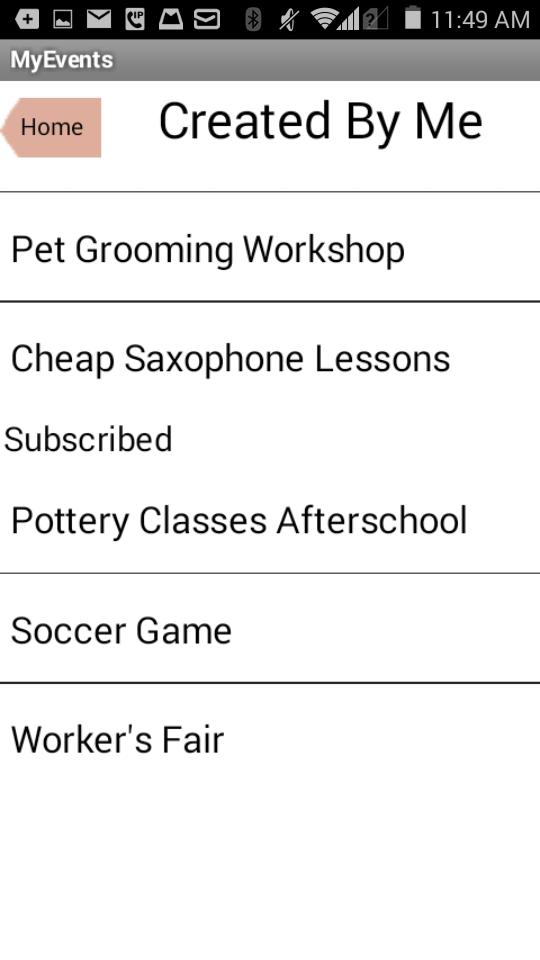 11:49 AM
MyEvents
Home
Created By Me
Pet Grooming Workshop
Cheap Saxophone Lessons
Subscribed
Pottery Classes Afterschool
Soccer Game
Worker's Fair